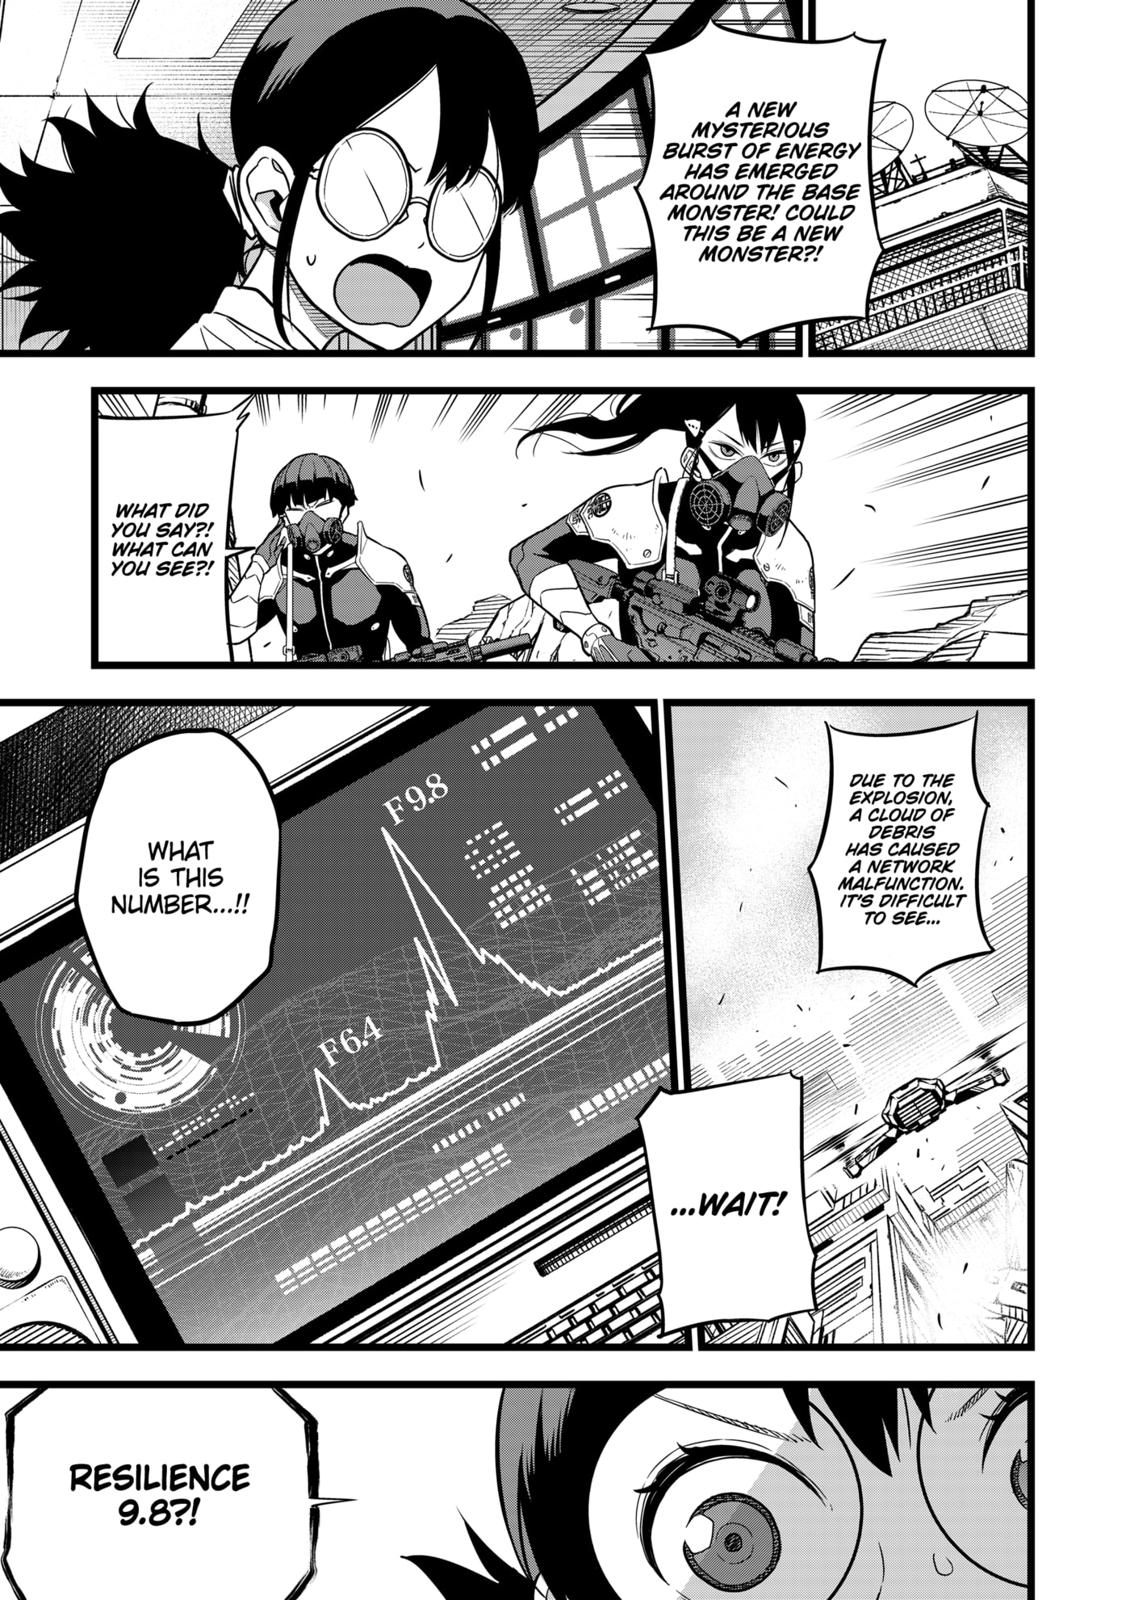 A NEW
MYSTERIOUS
BURST OF ENERGY
HAS EMERGED
AROUND THE BASE
MONSTER! COULD
THIS BE A NEW
MONSTER?!
WHAT DID
YOU SAY?!
WHAT CAN
YOU SEE?!
DUE TO THE
EXPLOSION,
A CLOUD OF
DEBRIS
HAS CAUSED
A NETWORK
MALFUNCTION.
IT'S DIFFICULT
TO SEE...
...WAIT!
F9.8
F6.4
WHAT
IS THIS
NUMBER...!!
RESILIENCE
9.8?!